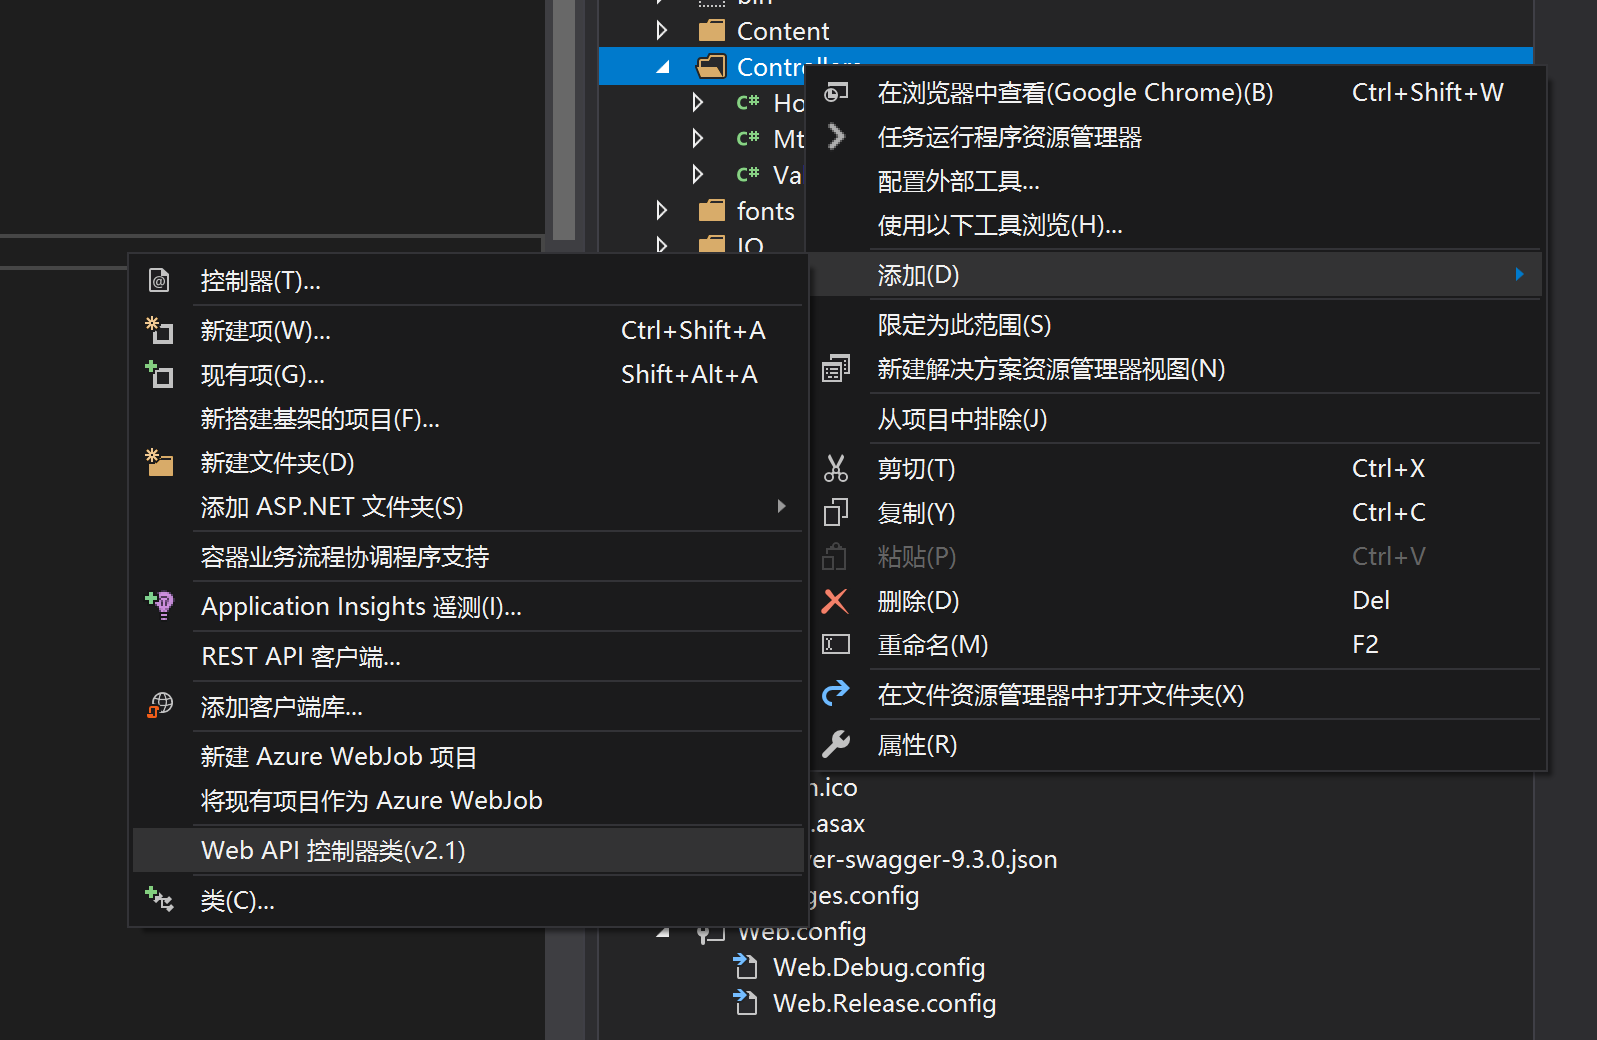 Content
在浏览器中查看(Google Chrome)(B) Ctrl+Shift+W
任务运行程序资源管理器
配置外部工具...
使用以下工具浏览(H)...
fonts
添加(D)
限定为此范围(S)
新建解决方案资源管理器视图(N)
从项目中排除(J)
剪切(T) Ctrl+X
复制(Y) Ctrl+C
粘贴(P) Ctrl+V
删除(D) Del
重命名(M) F2
在文件资源管理器中打开文件夹(X)
属性(R)
控制器(T)...
新建项(W)... Ctrl+Shift+A
现有项(G)... Shift+Alt+A
新搭建基架的项目(F)...
新建文件夹(D)
添加 ASP.NET 文件夹(S)
容器业务流程协调程序支持
Application Insights 遥测(I)...
REST API 客户端...
添加客户端库...
新建 Azure WebJob 项目
将现有项目作为 Azure WebJob
Web API 控制器类(v2.1)
类(C)...
.ico
.asax
er-swagger-9.3.0.json
ges.config
Web.config
Web.Debug.config
Web.Release.config